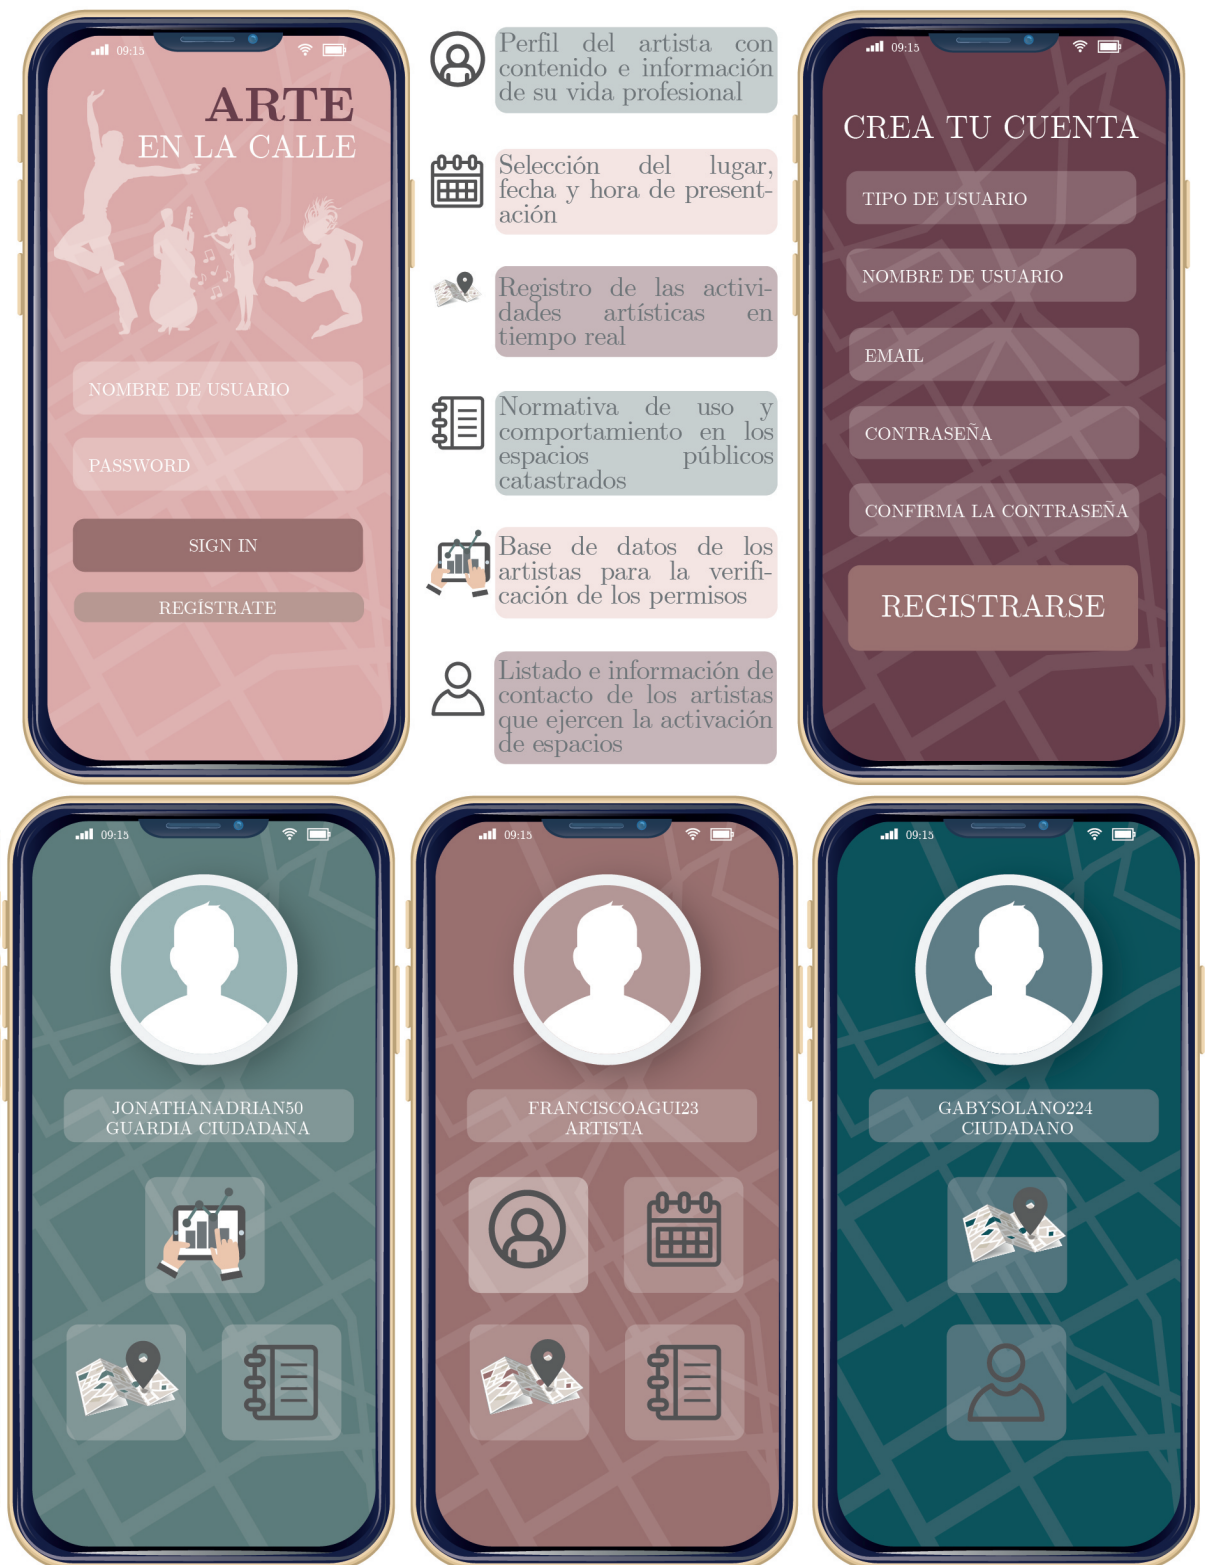 09:15
ARTE
EN LA CALLE
NOMBRE DE USUARIO
PASSWORD
SIGN IN
REGÍSTRATE
Perfil del artista con
contenido e información
de su vida profesional
Selección del lugar,
fecha y hora de present-
ación
Registro de las activi-
dades artísticas en
tiempo real
Normativa de uso y
comportamiento en los
espacios públicos
catastrados
Base de datos de los
artistas para la verifi-
cación de los permisos
Listado e información de
contacto de los artistas
que ejercen la activación
de espacios
09:15
CREA TU CUENTA
TIPO DE USUARIO
NOMBRE DE USUARIO
EMAIL
CONTRASEÑA
CONFIRMA LA CONTRASEÑA
REGISTRARSE
09:15
JONATHANADRIAN50
GUARDIA CIUDADANA
09:15
FRANCISCOAGUI23
ARTISTA
09:15
GABYSOLANO224
CIUDADANO